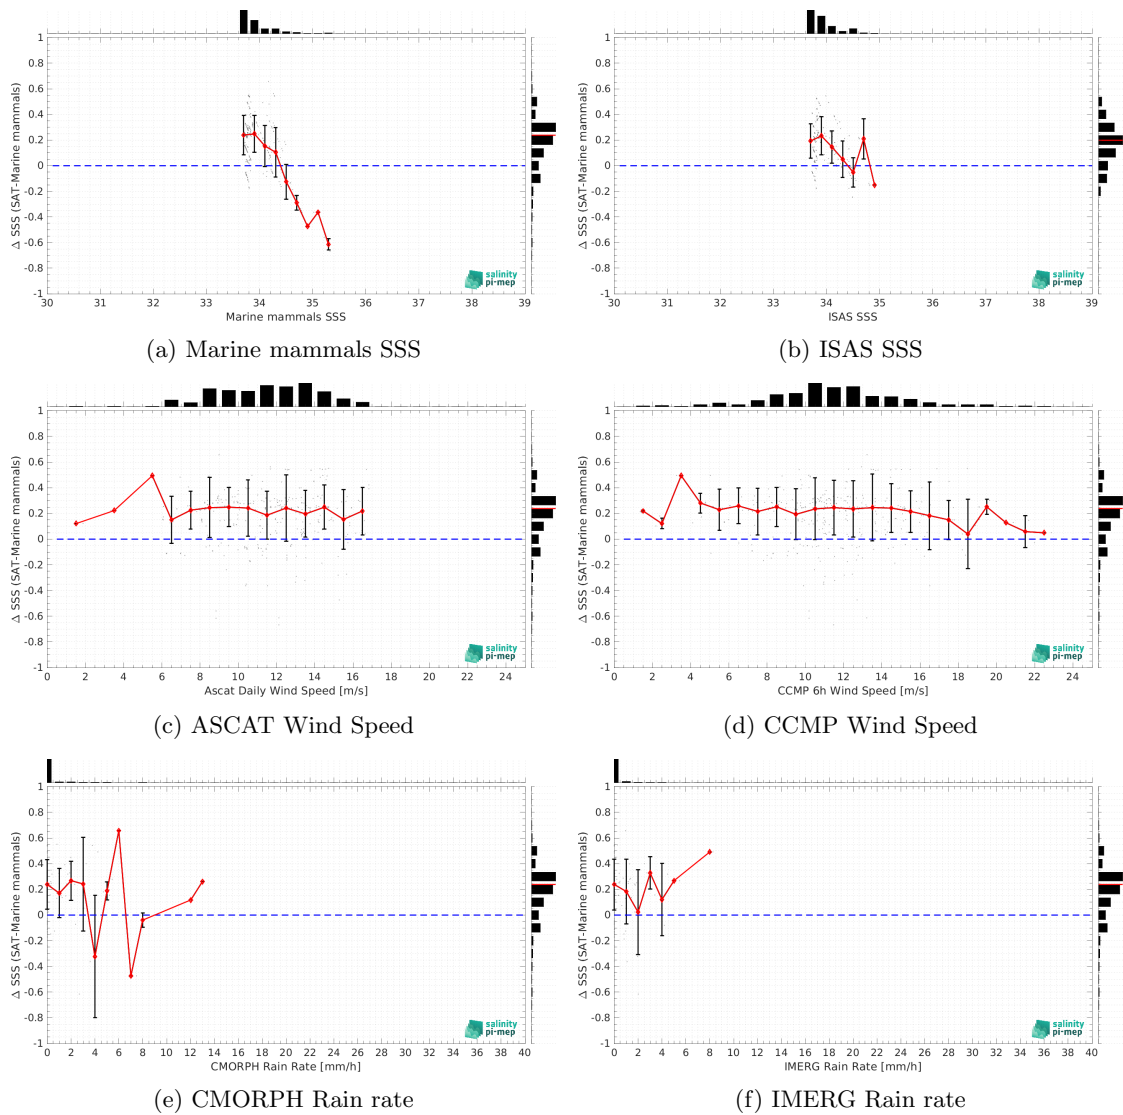 1
0.8
0.6
0.4
0.2
0
-0.2
-0.4
-0.6
-0.8
-1
Δ SSS (SAT-Marine mammals)
salinity
pi-mep
30 31 32 33 34 35 36 37 38 39
Marine mammals SSS
(a) Marine mammals SSS
1
0.8
0.6
0.4
0.2
0
-0.2
-0.4
-0.6
-0.8
-1
Δ SSS (SAT-Marine mammals)
salinity
pi-mep
30 31 32 33 34 35 36 37 38 39
ISAS SSS
(b) ISAS SSS
1
0.8
0.6
0.4
0.2
0
-0.2
-0.4
-0.6
-0.8
-1
Δ SSS (SAT-Marine mammals)
salinity
pi-mep
0 2 4 6 8 10 12 14 16 18 20 22 24
Ascat Daily Wind Speed [m/s]
(c) ASCAT Wind Speed
1
0.8
0.6
0.4
0.2
0
-0.2
-0.4
-0.6
-0.8
-1
Δ SSS (SAT-Marine mammals)
salinity
pi-mep
0 2 4 6 8 10 12 14 16 18 20 22 24
CCMP 6h Wind Speed [m/s]
(d) CCMP Wind Speed
1
0.8
0.6
0.4
0.2
0
-0.2
-0.4
-0.6
-0.8
-1
Δ SSS (SAT-Marine mammals)
salinity
pi-mep
0 2 4 6 8 10 12 14 16 18 20 22 24 26 28 30 32 34 36 38 40
CMORPH Rain Rate [mm/h]
(e) CMORPH Rain rate
1
0.8
0.6
0.4
0.2
0
-0.2
-0.4
-0.6
-0.8
-1
Δ SSS (SAT-Marine mammals)
salinity
pi-mep
0 2 4 6 8 10 12 14 16 18 20 22 24 26 28 30 32 34 36 38 40
IMERG Rain Rate [mm/h]
(f) IMERG Rain rate